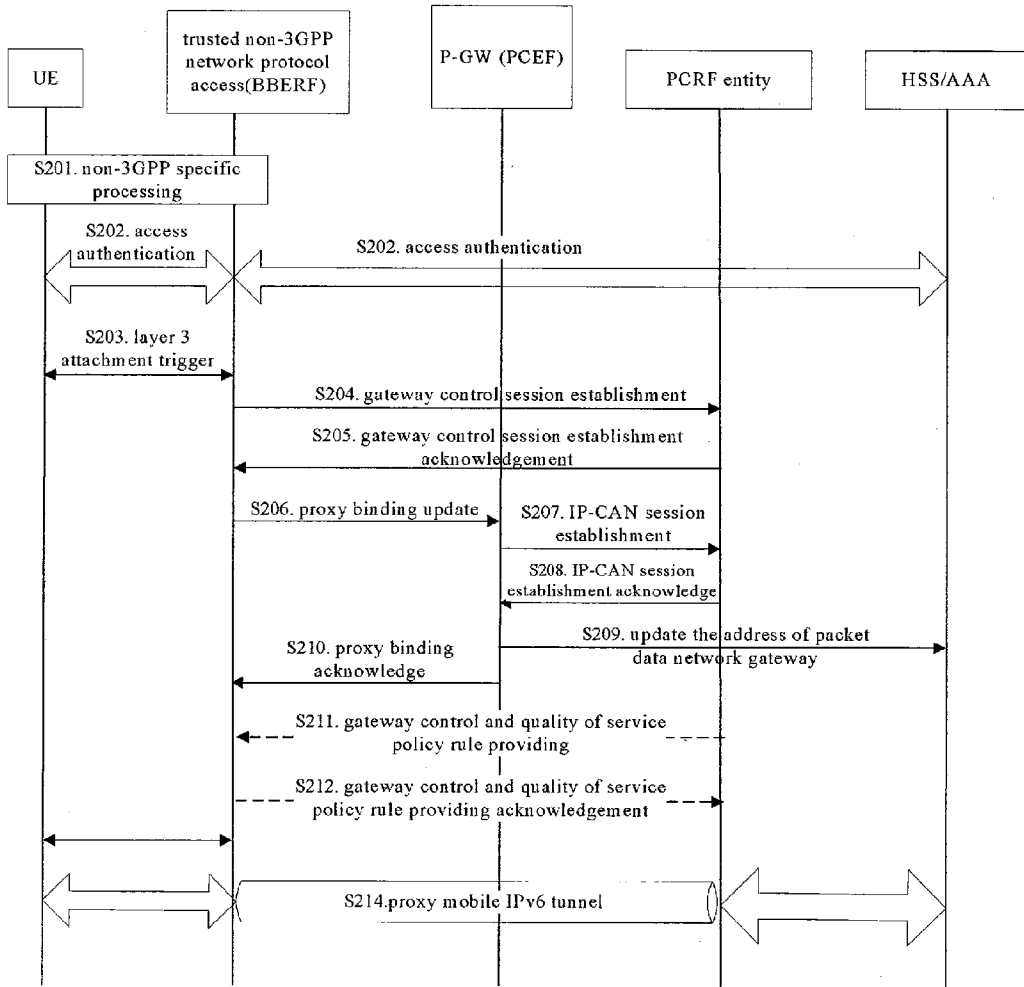 UE
trusted non-3GPP
network protocol
access(BBERF)
P-GW (PCEF)
PCRF entity
HSS/AAA
S201. non-3GPP specific
processing
S202. access
authentication
S202. access authentication
S203. layer 3
attachment trigger
S204. gateway control session establishment
S205. gateway control session establishment
acknowledgement
S206. proxy binding update
S207. IP-CAN session
establishment
S208. IP-CAN session
establishment acknowledge
S209. update the address of packet
data network gateway
S210. proxy binding
acknowledge
S211. gateway control and quality of service
policy rule providing
S212. gateway control and quality of service
policy rule providing acknowledgement
S214.proxy mobile IPv6 tunnel